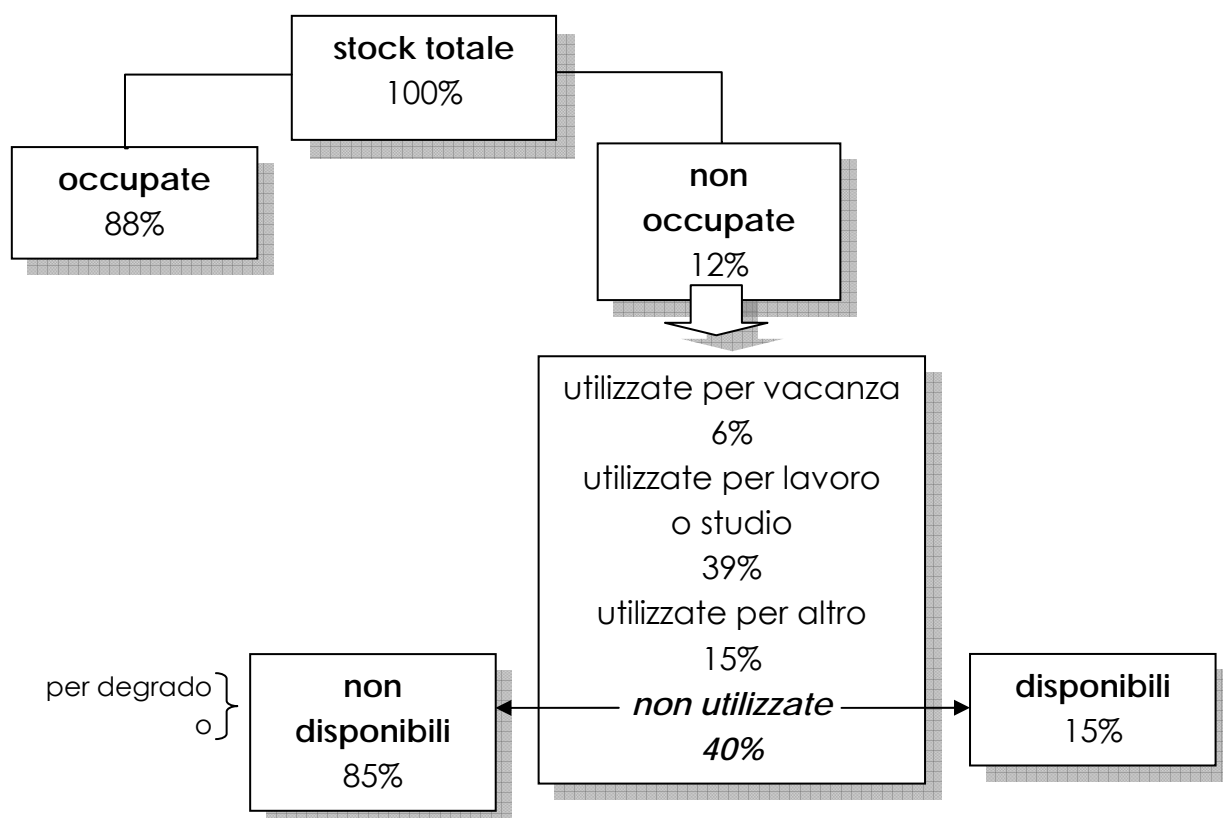 stock totale
100%
occupate
88%
non
occupate
12%
utilizzate per vacanza
6%
utilizzate per lavoro
o studio
39%
utilizzate per altro
15%
non utilizzate
40%
per degrado
o
non
disponibili
85%
disponibili
15%